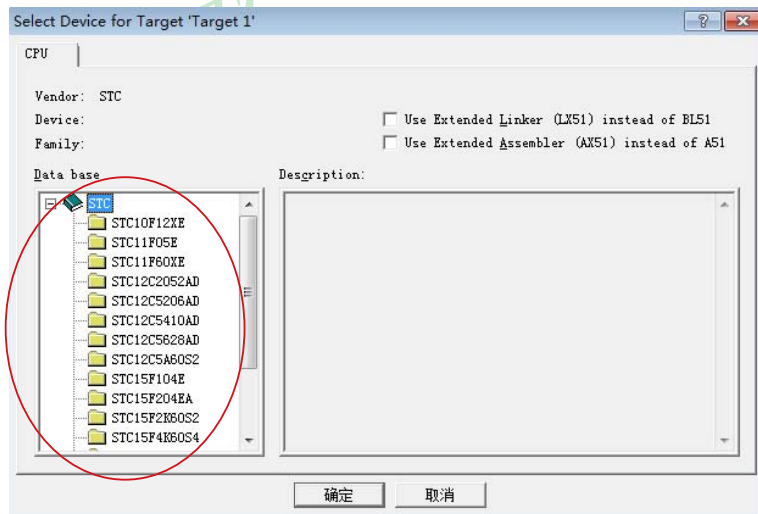 Select Device for Target 'Target 1'
CPU
Vendor: STC
Device:
Use Extended Linker (LX51) instead of BL51
Family:
Use Extended Assembler (AX51) instead of A51
Data base
Description:
STC
STC10F12XE
STC11F05E
STC11F60XE
STC12C2052AD
STC12C5206AD
STC12C5410AD
STC12C5628AD
STC12C5A60S2
STC15F104E
STC15F204EA
STC15F2K60S2
STC15F4K60S4
确定
取消